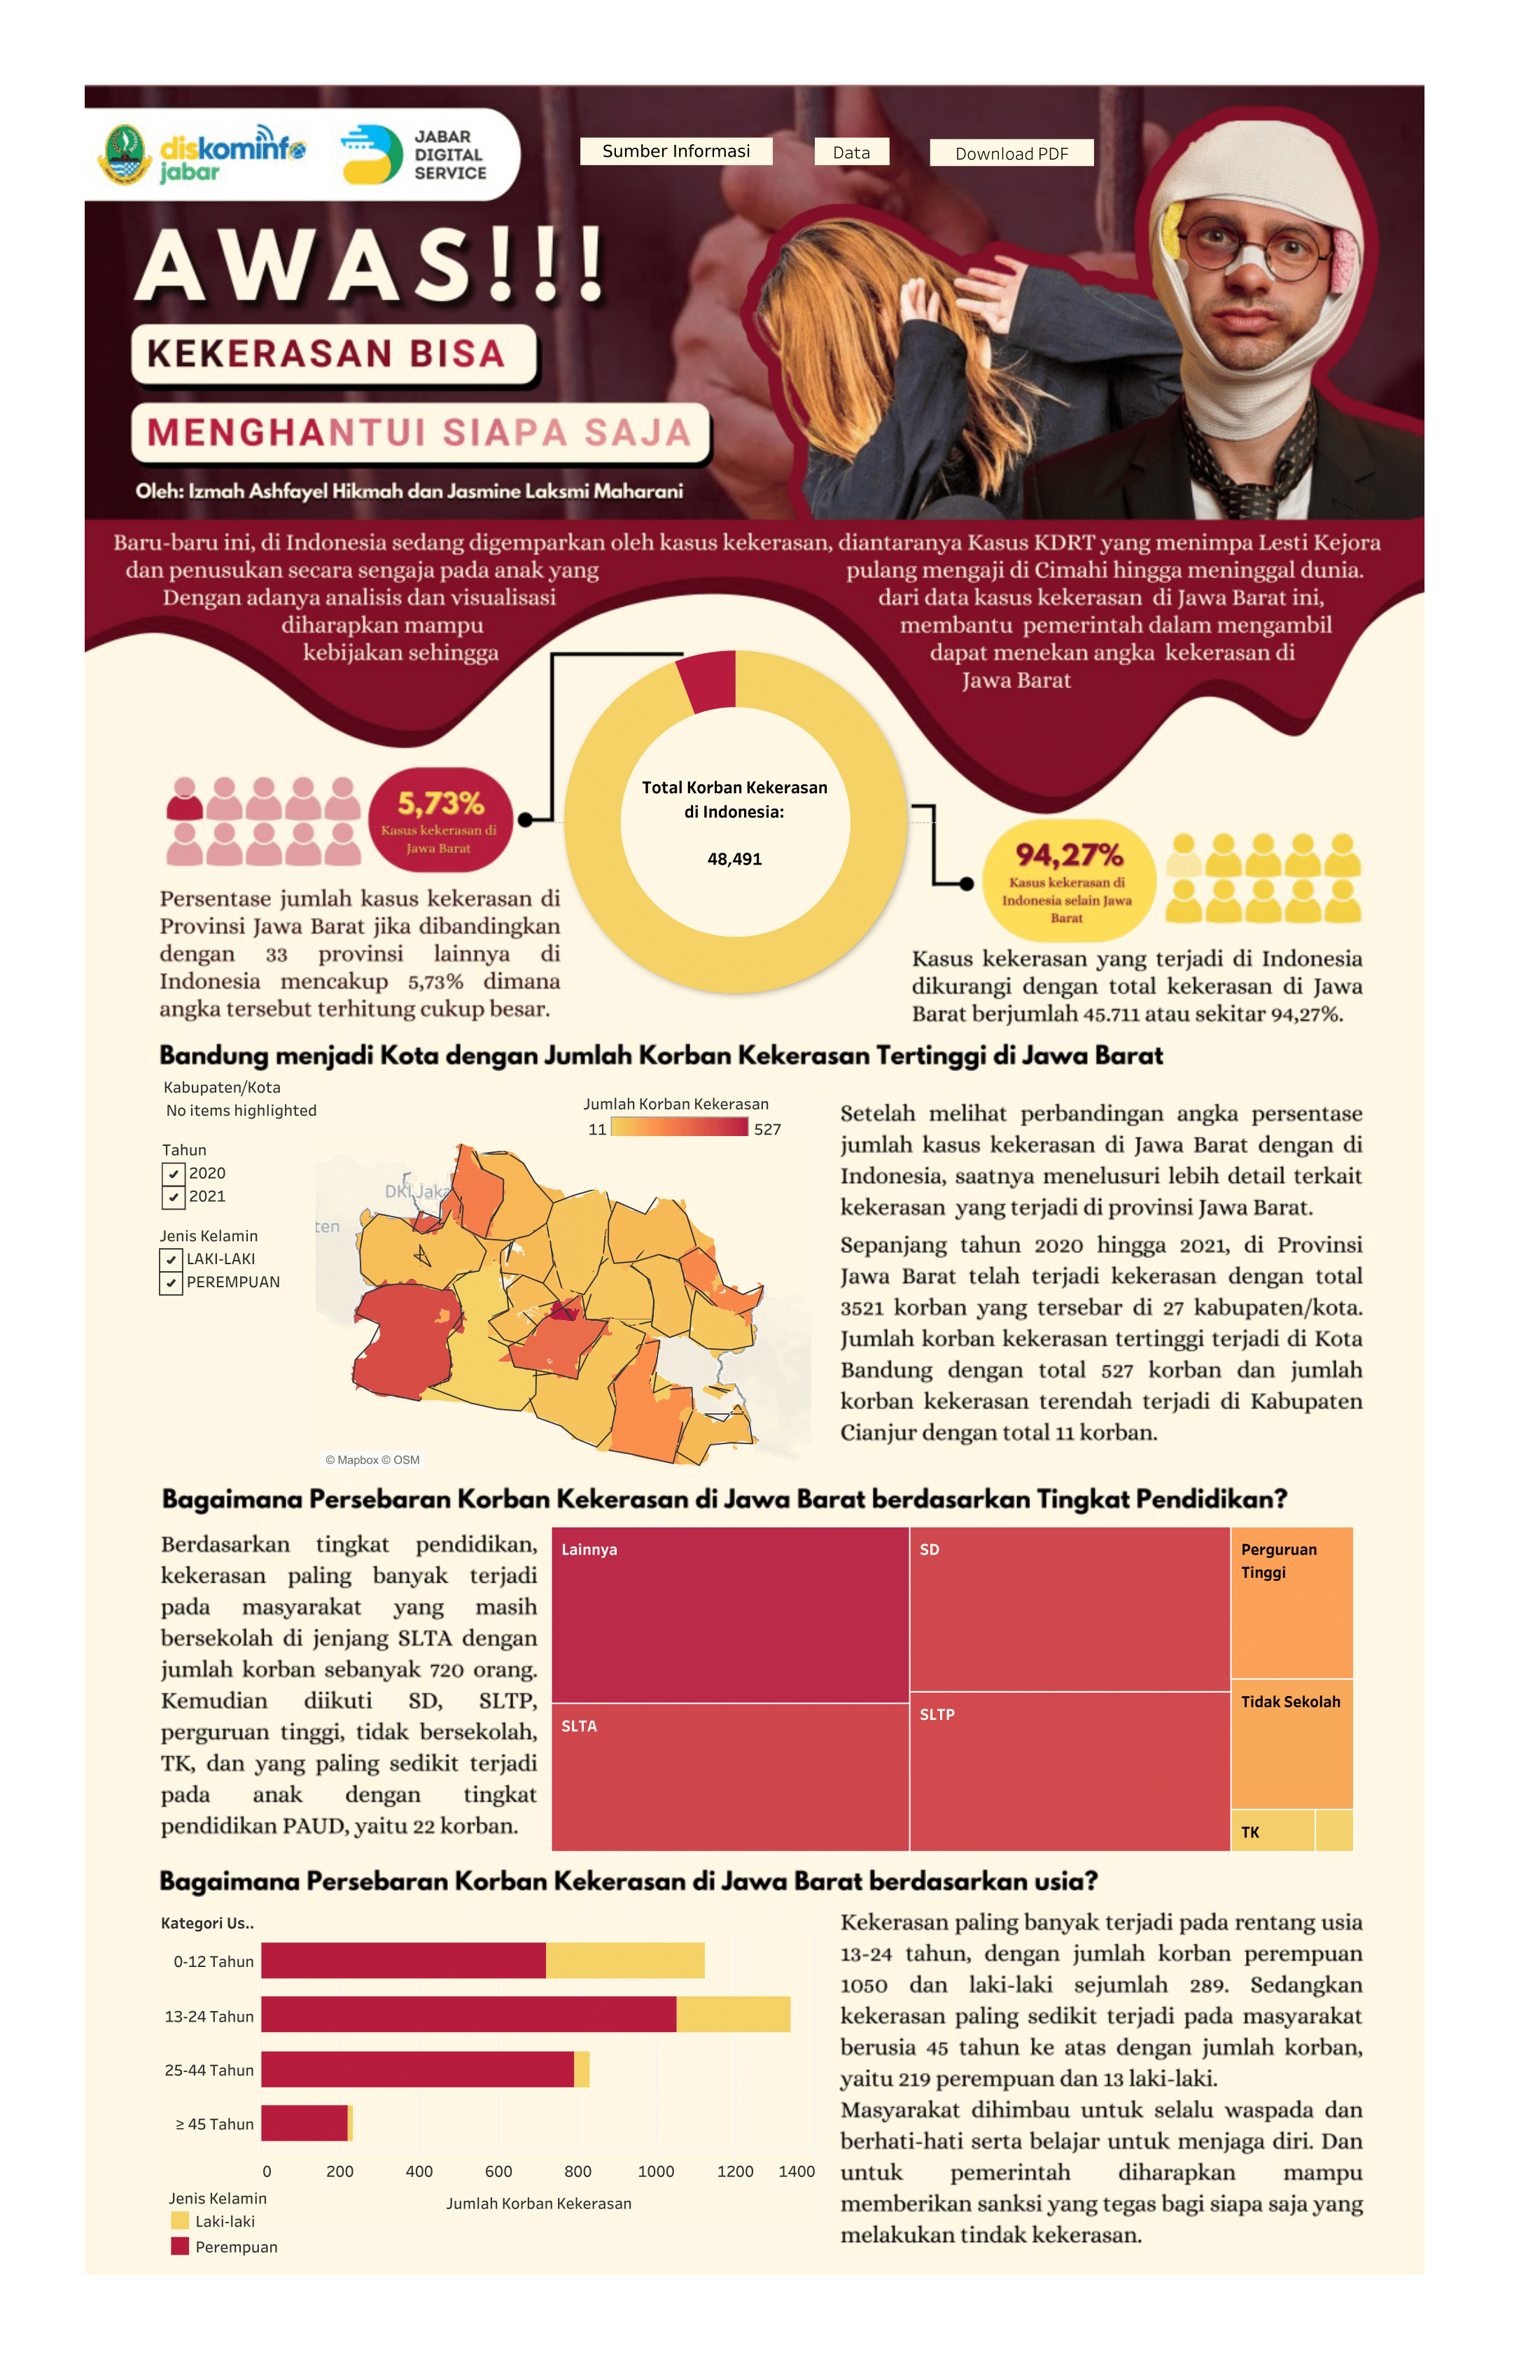 diskominfo
jabar
JABAR
DIGITAL
SERVICE
Sumber Informasi
Data
Download PDF
AWAS!!!
KEKERASAN BISA
MENGHANTUI SIAPA SAJA
Oleh: Izmah Ashfayel Hikmah dan Jasmine Laksmi Maharani
Baru-baru ini, di Indonesia sedang digemparkan oleh kasus kekerasan, diantaranya Kasus KDRT yang menimpa Lesti Kejora
dan penusukan secara sengaja pada anak yang pulang mengaji di Cimahi hingga meninggal dunia.
Dengan adanya analisis dan visualisasi dari data kasus kekerasan di Jawa Barat ini,
diharapkan mampu membantu pemerintah dalam mengambil
kebijakan sehingga dapat menekan angka kekerasan di
Jawa Barat
Total Korban Kekerasan
di Indonesia:
48,491
5,73%
Kasus kekerasan di
Jawa Barat
94,27%
Kasus kekerasan di
Indonesia selain Jawa
Barat
Persentase jumlah kasus kekerasan di
Provinsi Jawa Barat jika dibandingkan
dengan 33 provinsi lainnya di
Indonesia mencakup 5,73% dimana
angka tersebut terhitung cukup besar.
Kasus kekerasan yang terjadi di Indonesia
dikurangi dengan total kekerasan di Jawa
Barat berjumlah 45.711 atau sekitar 94,27%.
Bandung menjadi Kota dengan Jumlah Korban Kekerasan Tertinggi di Jawa Barat
Kabupaten/Kota
No items highlighted
Tahun
2020
2021
Jenis Kelamin
LAKI-LAKI
PEREMPUAN
Jumlah Korban Kekerasan
11 527
DKI Jaka
ten
© Mapbox © OSM
Setelah melihat perbandingan angka persentase
jumlah kasus kekerasan di Jawa Barat dengan di
Indonesia, saatnya menelusuri lebih detail terkait
kekerasan yang terjadi di provinsi Jawa Barat.
Sepanjang tahun 2020 hingga 2021, di Provinsi
Jawa Barat telah terjadi kekerasan dengan total
3521 korban yang tersebar di 27 kabupaten/kota.
Jumlah korban kekerasan tertinggi terjadi di Kota
Bandung dengan total 527 korban dan jumlah
korban kekerasan terendah terjadi di Kabupaten
Cianjur dengan total 11 korban.
Bagaimana Persebaran Korban Kekerasan di Jawa Barat berdasarkan Tingkat Pendidikan?
Berdasarkan tingkat pendidikan,
kekerasan paling banyak terjadi
pada masyarakat yang masih
bersekolah di jenjang SLTA dengan
jumlah korban sebanyak 720 orang.
Kemudian diikuti SD, SLTP,
perguruan tinggi, tidak bersekolah,
TK, dan yang paling sedikit terjadi
pada anak dengan tingkat
pendidikan PAUD, yaitu 22 korban.
Lainnya
SLTA
SD
SLTP
Perguruan
Tinggi
Tidak Sekolah
TK
Bagaimana Persebaran Korban Kekerasan di Jawa Barat berdasarkan usia?
Kategori Us..
0-12 Tahun
13-24 Tahun
25-44 Tahun
≥ 45 Tahun
0 200 400 600 800 1000 1200 1400
Jumlah Korban Kekerasan
Jenis Kelamin
Laki-laki
Perempuan
Kekerasan paling banyak terjadi pada rentang usia
13-24 tahun, dengan jumlah korban perempuan
1050 dan laki-laki sejumlah 289. Sedangkan
kekerasan paling sedikit terjadi pada masyarakat
berusia 45 tahun ke atas dengan jumlah korban,
yaitu 219 perempuan dan 13 laki-laki.
Masyarakat dihimbau untuk selalu waspada dan
berhati-hati serta belajar untuk menjaga diri. Dan
untuk pemerintah diharapkan mampu
memberikan sanksi yang tegas bagi siapa saja yang
melakukan tindak kekerasan.